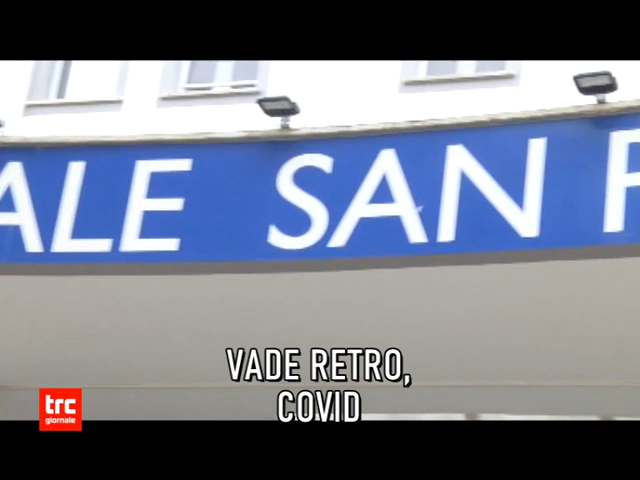 ALE SAN P
VADE RETRO,
COVID
trc
giornale